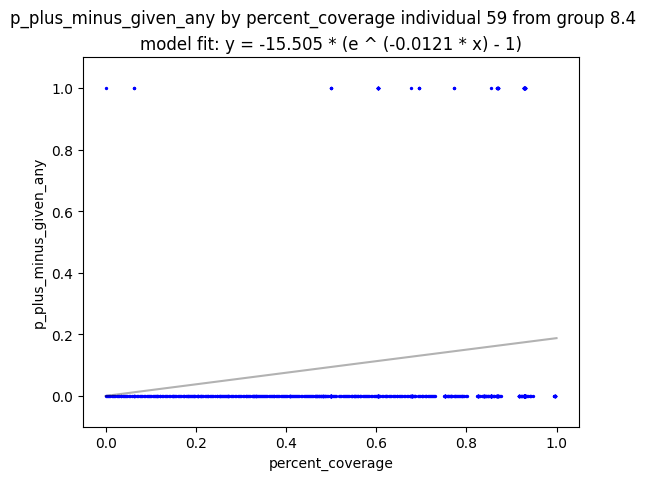 p_plus_minus_given_any by percent_coverage individual 59 from group 8.4
model fit: y = -15.505 * (e ^ (-0.0121 * x) - 1)
1.0
0.8
0.6
0.4
0.2
0.0
p_plus_minus_given_any
0.0 0.2 0.4 0.6 0.8 1.0
percent_coverage